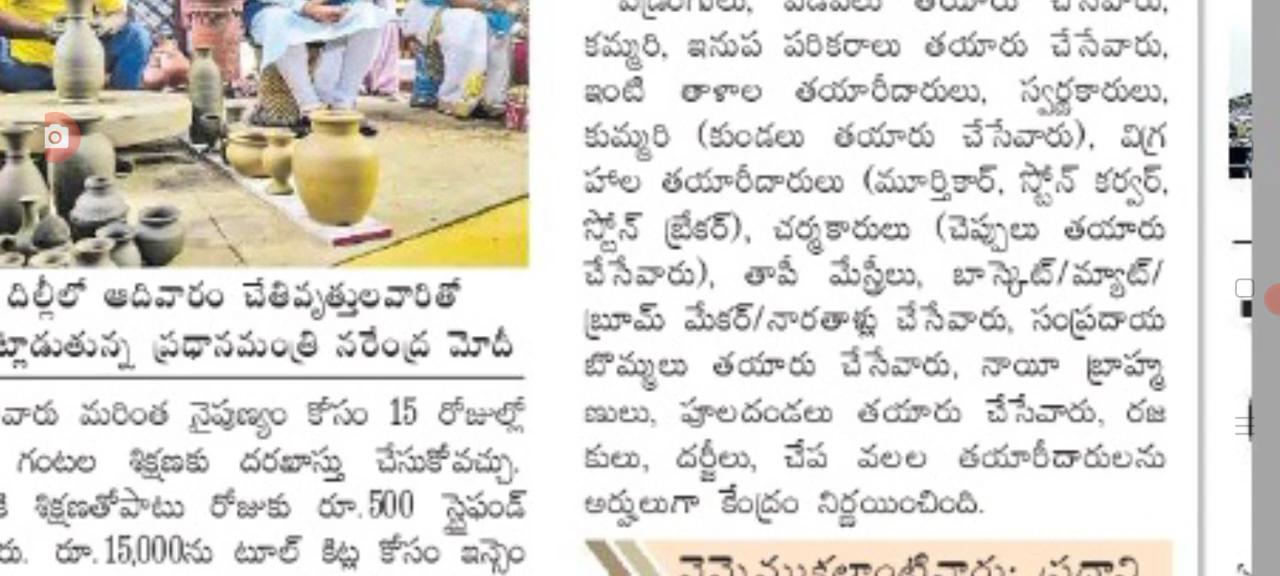 దిల్లీలో ఆదివారం చేతివృత్తులవారితో
ట్లాడుతున్న ప్రధానమంత్రి నరేంద్ర మోదీ
వారు మరింత నైపుణ్యం కోసం 15 రోజుల్లో
గంటల శిక్షణకు దరఖాస్తు చేసుకోవచ్చు.
శిక్షణతోపాటు రోజుకు రూ.500 స్టైఫండ్
రు. రూ.15,000ను టూల్ కిట్ల కోసం ఇన్సెం
తయారు చేసేవారు,
కమ్మరి, ఇనుప పరికరాలు తయారు చేసేవారు,
ఇంటి తాళాల తయారీదారులు, స్వర్ణకారులు,
కుమ్మరి (కుండలు తయారు చేసేవారు), విగ్ర
హాల తయారీదారులు (మూర్తికార్, స్టోన్ కర్వర్,
స్టోన్ బ్రేకర్), చర్మకారులు (చెప్పులు తయారు
చేసేవారు), తాపీ మేస్త్రీలు, బాస్కెట్/మ్యాట్/
బ్రూమ్ మేకర్/నారతాళ్లు చేసేవారు, సంప్రదాయ
బొమ్మలు తయారు చేసేవారు, నాయీ బ్రాహ్మ
ణులు, పూలదండలు తయారు చేసేవారు, రజ
కులు, దర్జీలు, చేప వలల తయారీదారులను
అర్హులుగా కేంద్రం నిర్ణయించింది.